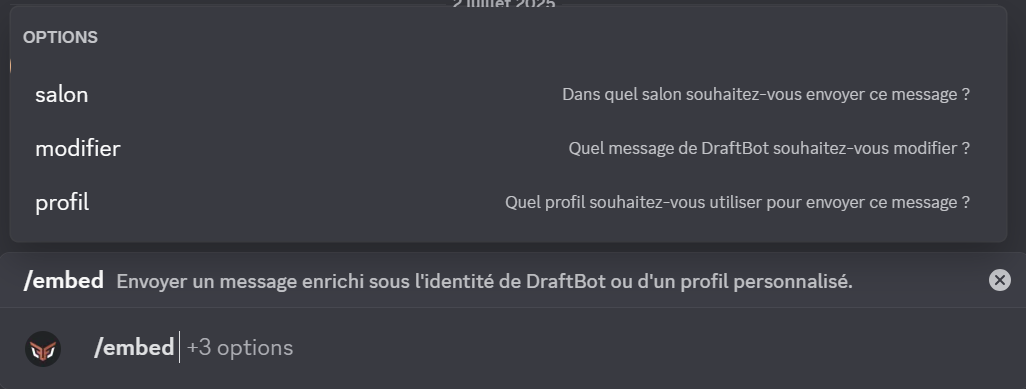 2 juillet 2025
OPTIONS
salon Dans quel salon souhaitez-vous envoyer ce message ?
modifier Quel message de DraftBot souhaitez-vous modifier ?
profil Quel profil souhaitez-vous utiliser pour envoyer ce message ?
/embed Envoyer un message enrichi sous l'identité de DraftBot ou d'un profil personnalisé.
/embed +3 options